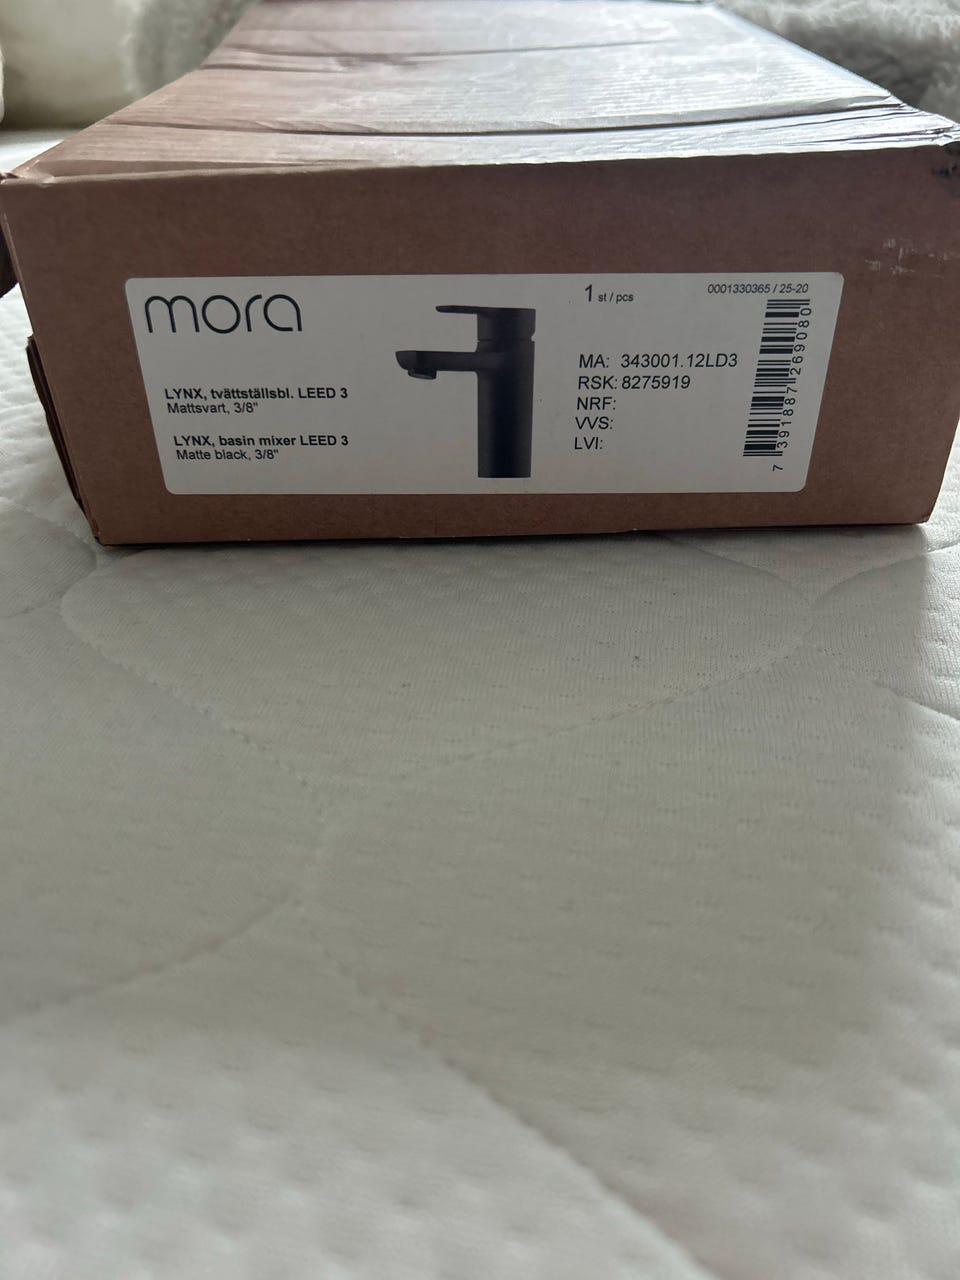 mora
LYNX, tvättställsbl. LEED 3
Mattsvart, 3/8"
LYNX, basin mixer LEED 3
Matte black, 3/8"
1 st / pcs
0001330365 / 25-20
MA: 343001.12LD3
RSK: 8275919
NRF:
VVS:
LVI:
7 391887 269080